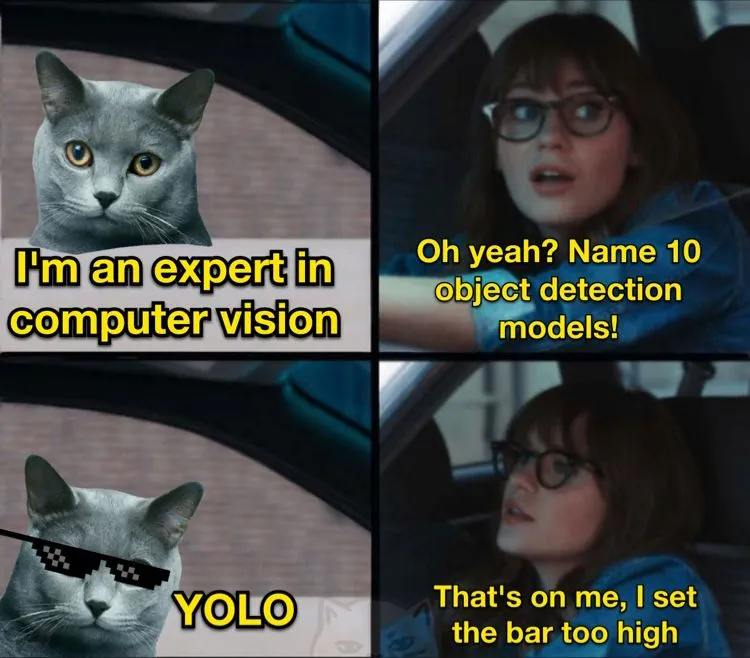 I'm an expert in
computer vision
Oh yeah? Name 10
object detection
models!
YOLO
That's on me, I set
the bar too high